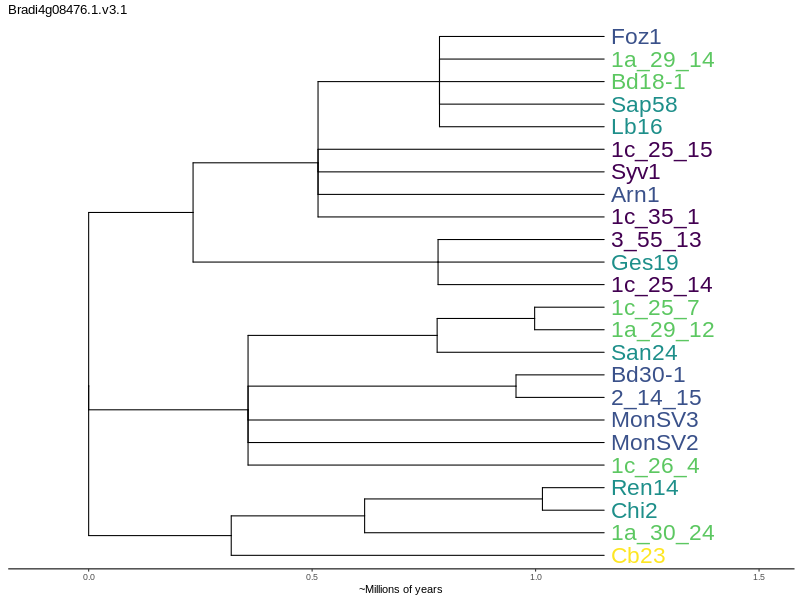 Bradi4g08476.1.v3.1
Foz1
1a_29_14
Bd18-1
Sap58
Lb16
1c_25_15
Syv1
Arn1
1c_35_1
3_55_13
Ges19
1c_25_14
1c_25_7
1a_29_12
San24
Bd30-1
2_14_15
MonSV3
MonSV2
1c_26_4
Ren14
Chi2
1a_30_24
Cb23
0.0 0.5 1.0 1.5
~Millions of years